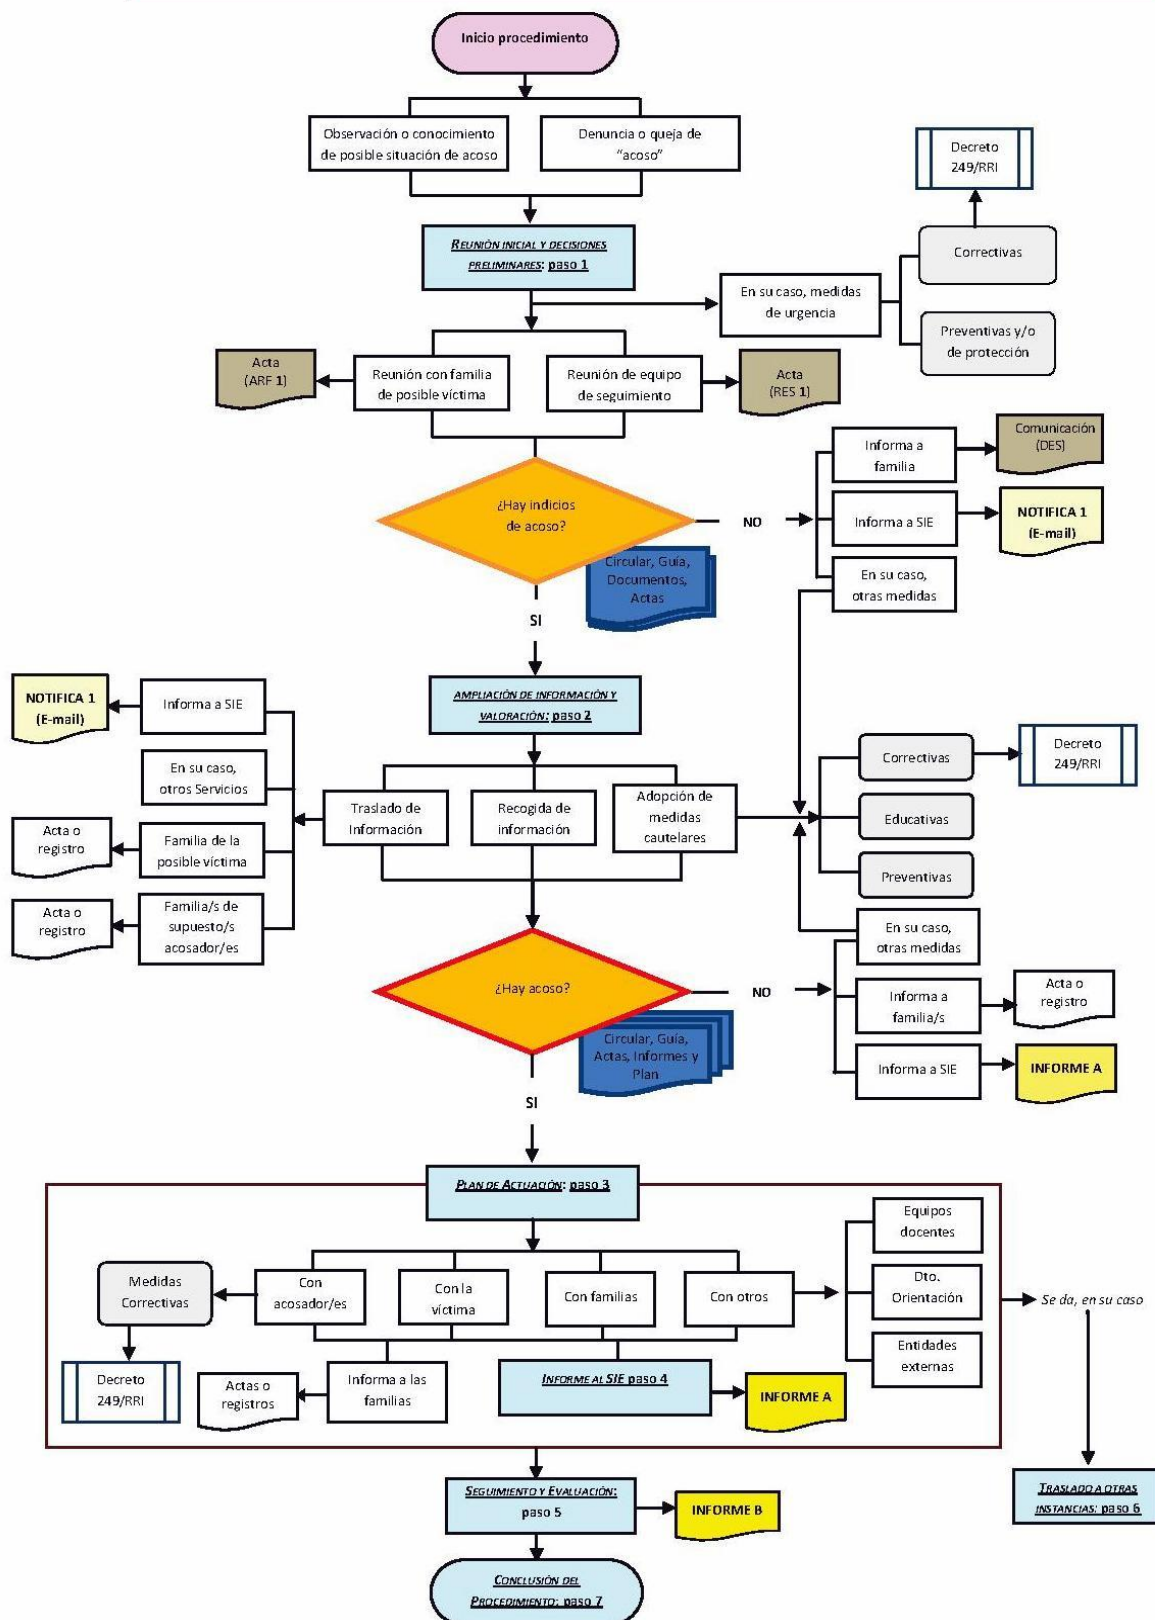 Inicio procedimiento
Observación o conocimiento
de posible situación de acoso
Denuncia o queja de
"acoso"
Decreto
249/RRI
REUNIÓN INICIAL Y DECISIONES
PRELIMINARES: paso 1
Correctivas
En su caso, medidas
de urgencia
Preventivas y/o
de protección
Acta
(ARF 1)
Reunión con familia
de posible víctima
Reunión de equipo
de seguimiento
Acta
(RES 1)
Informa a
familia
Comunicación
(DES)
¿Hay indicios
de acoso?
NO
Informa a SIE
NOTIFICA 1
(E-mail)
Circular, Guía,
Documentos,
Actas
En su caso,
otras medidas
SI
AMPLIACIÓN DE INFORMACIÓN Y
VALORACIÓN: paso 2
NOTIFICA 1
(E-mail)
Informa a SIE
En su caso,
otros Servicios
Acta o
registro
Familia de la
posible víctima
Acta o
registro
Familia/s de
supuesto/s
acosador/es
Traslado de
Información
Recogida de
información
Adopción de
medidas
cautelares
Correctivas
Decreto
249/RRI
Educativas
Preventivas
En su caso,
otras medidas
¿Hay acoso?
NO
Informa a
familia/s
Acta o
registro
Circular, Guía,
Actas, Informes y
Plan
Informa a SIE
INFORME A
SI
PLAN DE ACTUACIÓN: paso 3
Medidas
Correctivas
Con
acosador/es
Con la
víctima
Con familias
Con otros
Equipos
docentes
Dto.
Orientación
Entidades
externas
Se da, en su caso
Decreto
249/RRI
Actas o
registros
Informa a las
familias
INFORME AL SIE paso 4
INFORME A
SEGUIMIENTO Y EVALUACIÓN:
paso 5
INFORME B
TRASLADO A OTRAS
INSTANCIAS: paso 6
CONCLUSIÓN DEL
PROCEDIMIENTO: paso 7